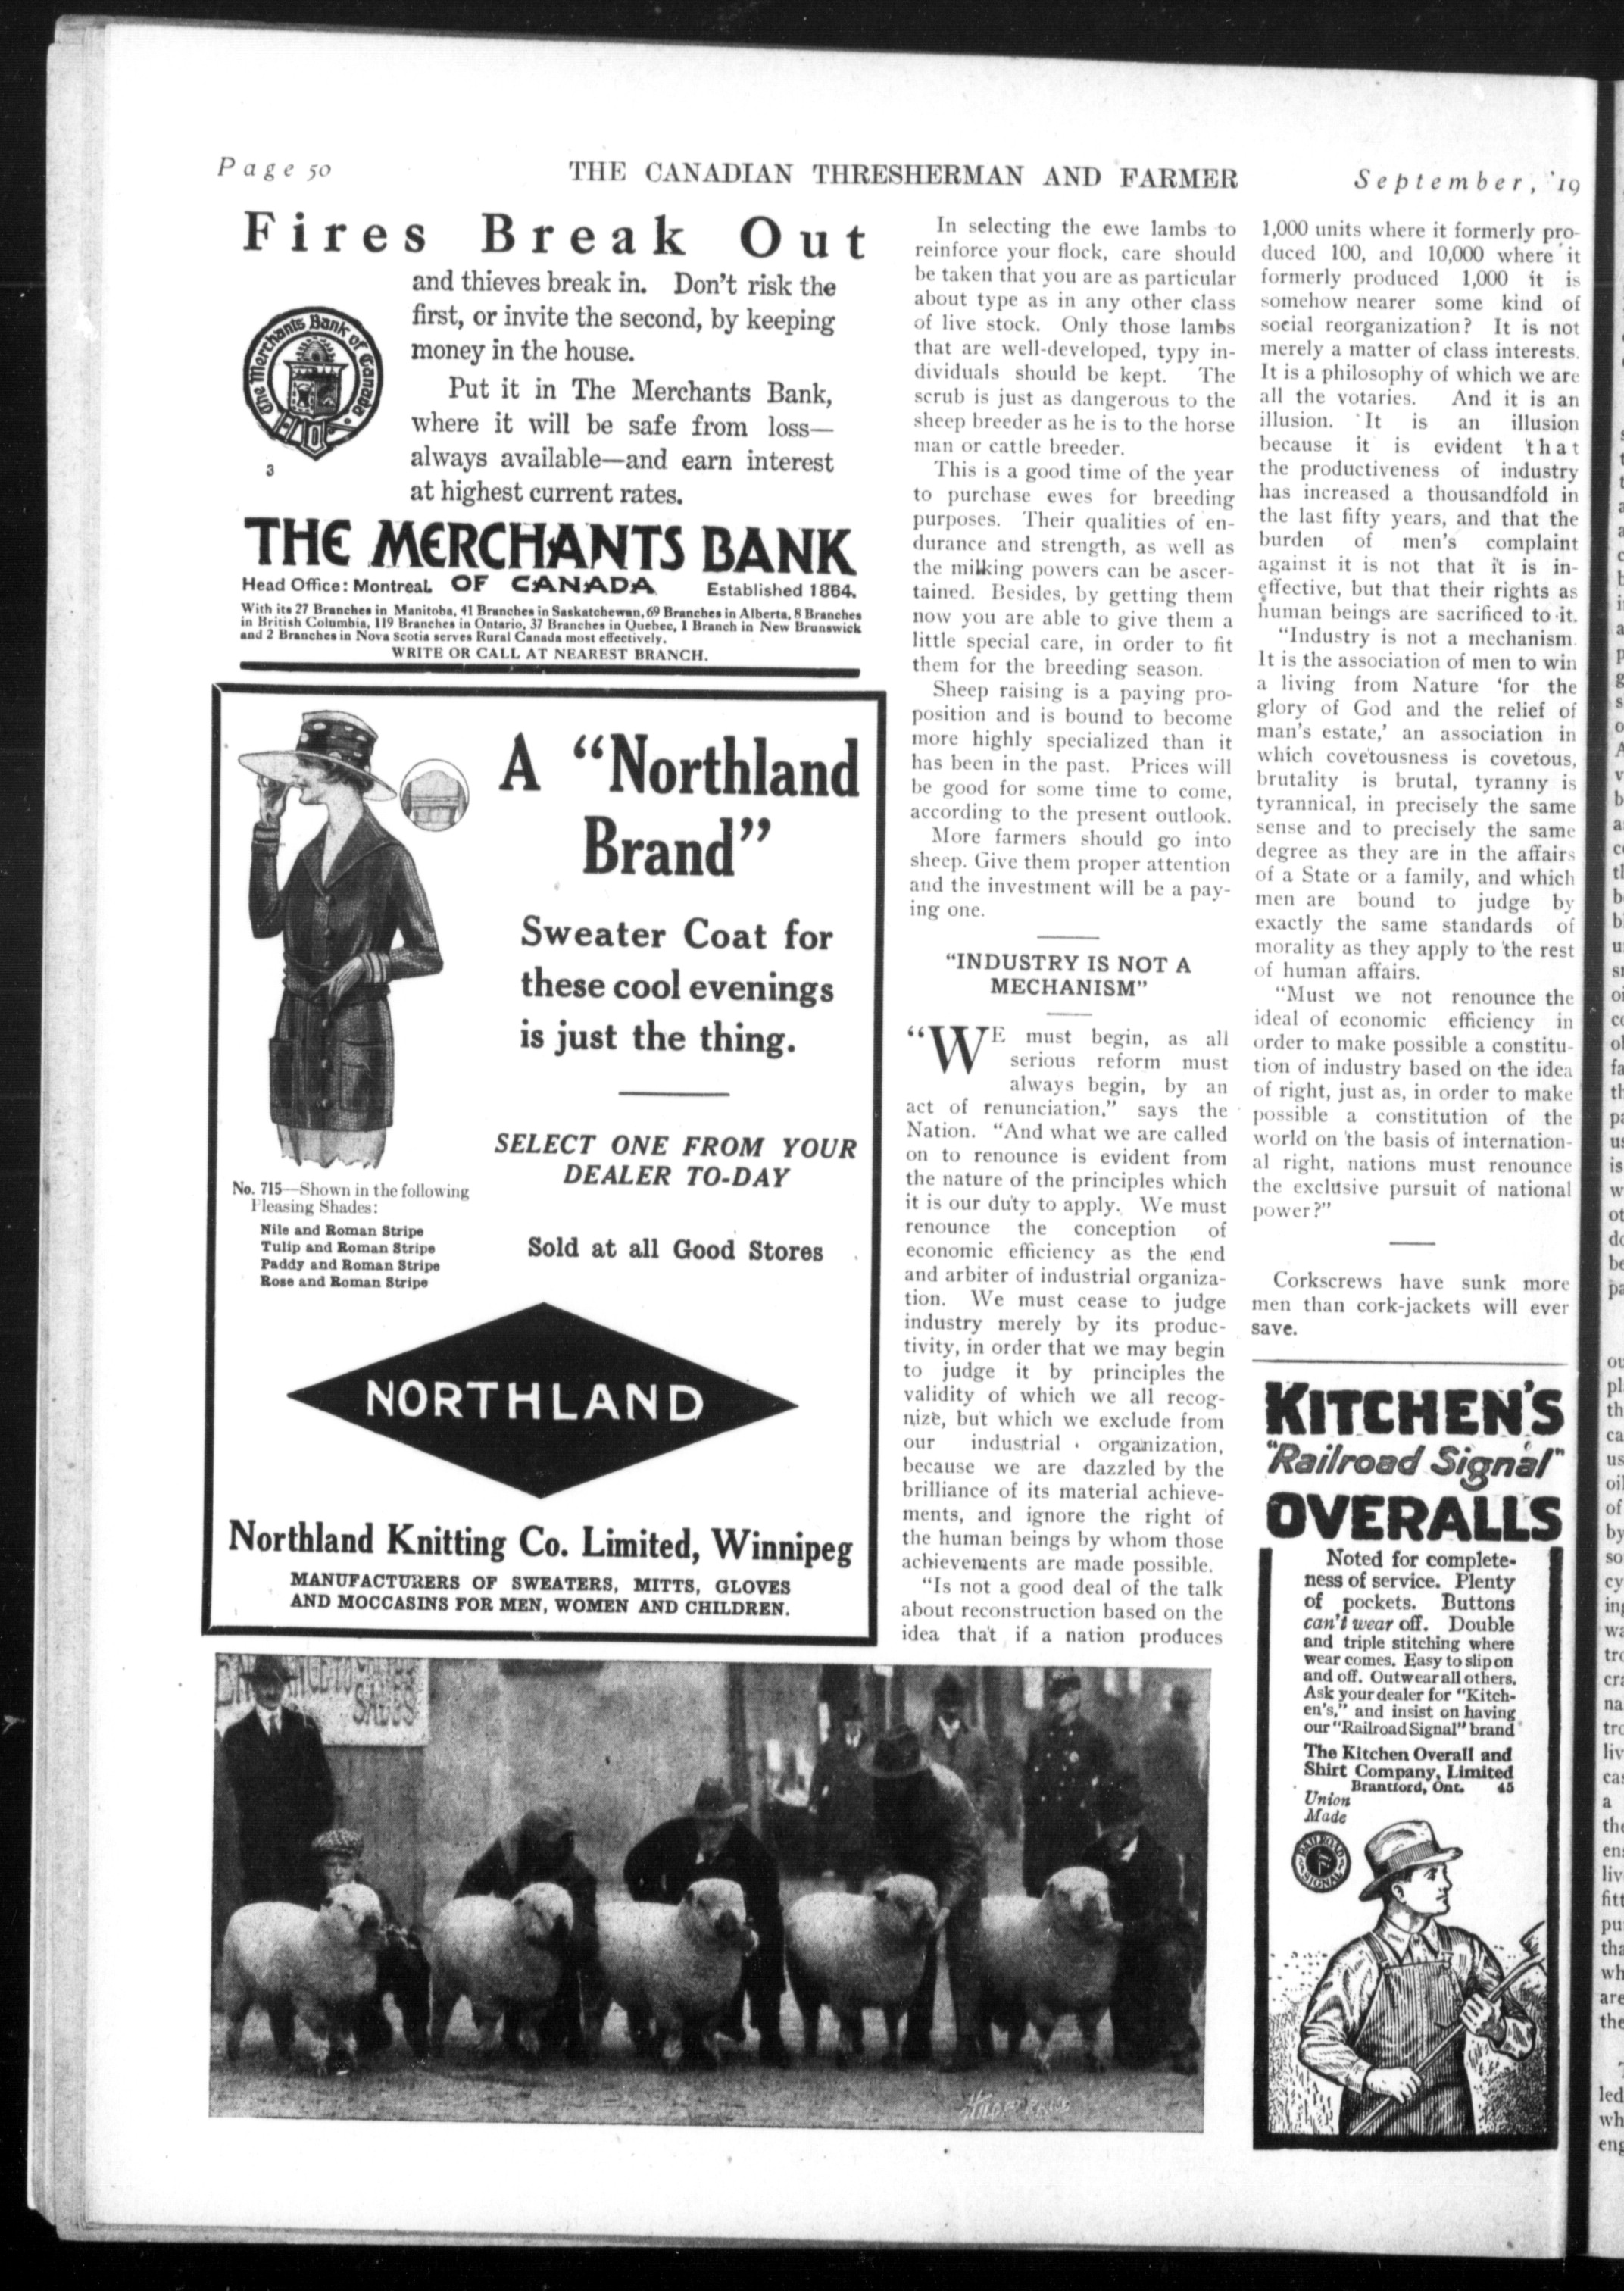 Page 50
THE CANADIAN THRESHERMAN AND FARMER
September, '19
Fires Break Out
and thieves break in. Don't risk the
first, or invite the second, by keeping
money in the house.
Put it in The Merchants Bank,
where it will be safe from loss—
always available—and earn interest
at highest current rates.
The Merchants Bank of Canada
3
THE MERCHANTS BANK
Head Office: Montreal. OF CANADA Established 1864.
With its 27 Branches in Manitoba, 41 Branches in Saskatchewan, 69 Branches in Alberta, 8 Branches
in British Columbia, 119 Branches in Ontario, 37 Branches in Quebec, 1 Branch in New Brunswick
and 2 Branches in Nova Scotia serves Rural Canada most effectively.
WRITE OR CALL AT NEAREST BRANCH.
A "Northland
Brand"
Sweater Coat for
these cool evenings
is just the thing.
SELECT ONE FROM YOUR
DEALER TO-DAY
Sold at all Good Stores
No. 715—Shown in the following
Pleasing Shades:
Nile and Roman Stripe
Tulip and Roman Stripe
Paddy and Roman Stripe
Rose and Roman Stripe
NORTHLAND
Northland Knitting Co. Limited, Winnipeg
MANUFACTURERS OF SWEATERS, MITTS, GLOVES
AND MOCCASINS FOR MEN, WOMEN AND CHILDREN.
SALES
In selecting the ewe lambs to
reinforce your flock, care should
be taken that you are as particular
about type as in any other class
of live stock. Only those lambs
that are well-developed, typy in-
dividuals should be kept. The
scrub is just as dangerous to the
sheep breeder as he is to the horse
man or cattle breeder.
This is a good time of the year
to purchase ewes for breeding
purposes. Their qualities of en-
durance and strength, as well as
the milking powers can be ascer-
tained. Besides, by getting them
now you are able to give them a
little special care, in order to fit
them for the breeding season.
Sheep raising is a paying pro-
position and is bound to become
more highly specialized than it
has been in the past. Prices will
be good for some time to come,
according to the present outlook.
More farmers should go into
sheep. Give them proper attention
and the investment will be a pay-
ing one.
"INDUSTRY IS NOT A
MECHANISM"
"WE must begin, as all
serious reform must
always begin, by an
act of renunciation," says the
Nation. "And what we are called
on to renounce is evident from
the nature of the principles which
it is our duty to apply. We must
renounce the conception of
economic efficiency as the end
and arbiter of industrial organiza-
tion. We must cease to judge
industry merely by its produc-
tivity, in order that we may begin
to judge it by principles the
validity of which we all recog-
nize, but which we exclude from
our industrial organization,
because we are dazzled by the
brilliance of its material achieve-
ments, and ignore the right of
the human beings by whom those
achievements are made possible.
"Is not a good deal of the talk
about reconstruction based on the
idea that if a nation produces
1,000 units where it formerly pro-
duced 100, and 10,000 where it
formerly produced 1,000 it is
somehow nearer some kind of
social reorganization? It is not
merely a matter of class interests.
It is a philosophy of which we are
all the votaries. And it is an
illusion. It is an illusion
because it is evident that
the productiveness of industry
has increased a thousandfold in
the last fifty years, and that the
burden of men's complaint
against it is not that it is in-
effective, but that their rights as
human beings are sacrificed to it.
"Industry is not a mechanism.
It is the association of men to win
a living from Nature 'for the
glory of God and the relief of
man's estate,' an association in
which covetousness is covetous,
brutality is brutal, tyranny is
tyrannical, in precisely the same
sense and to precisely the same
degree as they are in the affairs
of a State or a family, and which
men are bound to judge by
exactly the same standards of
morality as they apply to the rest
of human affairs.
"Must we not renounce the
ideal of economic efficiency in
order to make possible a constitu-
tion of industry based on the idea
of right, just as, in order to make
possible a constitution of the
world on the basis of internation-
al right, nations must renounce
the exclusive pursuit of national
power?"
Corkscrews have sunk more
men than cork-jackets will ever
save.
KITCHEN'S
"Railroad Signal"
OVERALLS
Noted for complete-
ness of service. Plenty
of pockets. Buttons
can't wear off. Double
and triple stitching where
wear comes. Easy to slip on
and off. Outwear all others.
Ask your dealer for "Kitch-
en's," and insist on having
our "Railroad Signal" brand
The Kitchen Overall and
Shirt Company, Limited
Brantford, Ont. 45
Union
Made
RAILROAD
SIGNAL